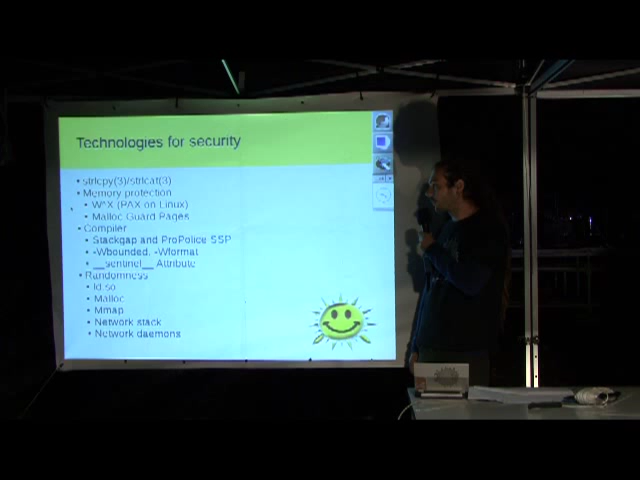 Technologies for security
• strlcpy(3)/strlcat(3)
• Memory protection
• W^X (PAX on Linux)
• Malloc Guard Pages
• Compiler
• Stackgap and ProPolice SSP
• -Wbounded, -Wformat
• __sentinel__ Attribute
• Randomness
• ld.so
• Malloc
• Mmap
• Network stack
• Network daemons